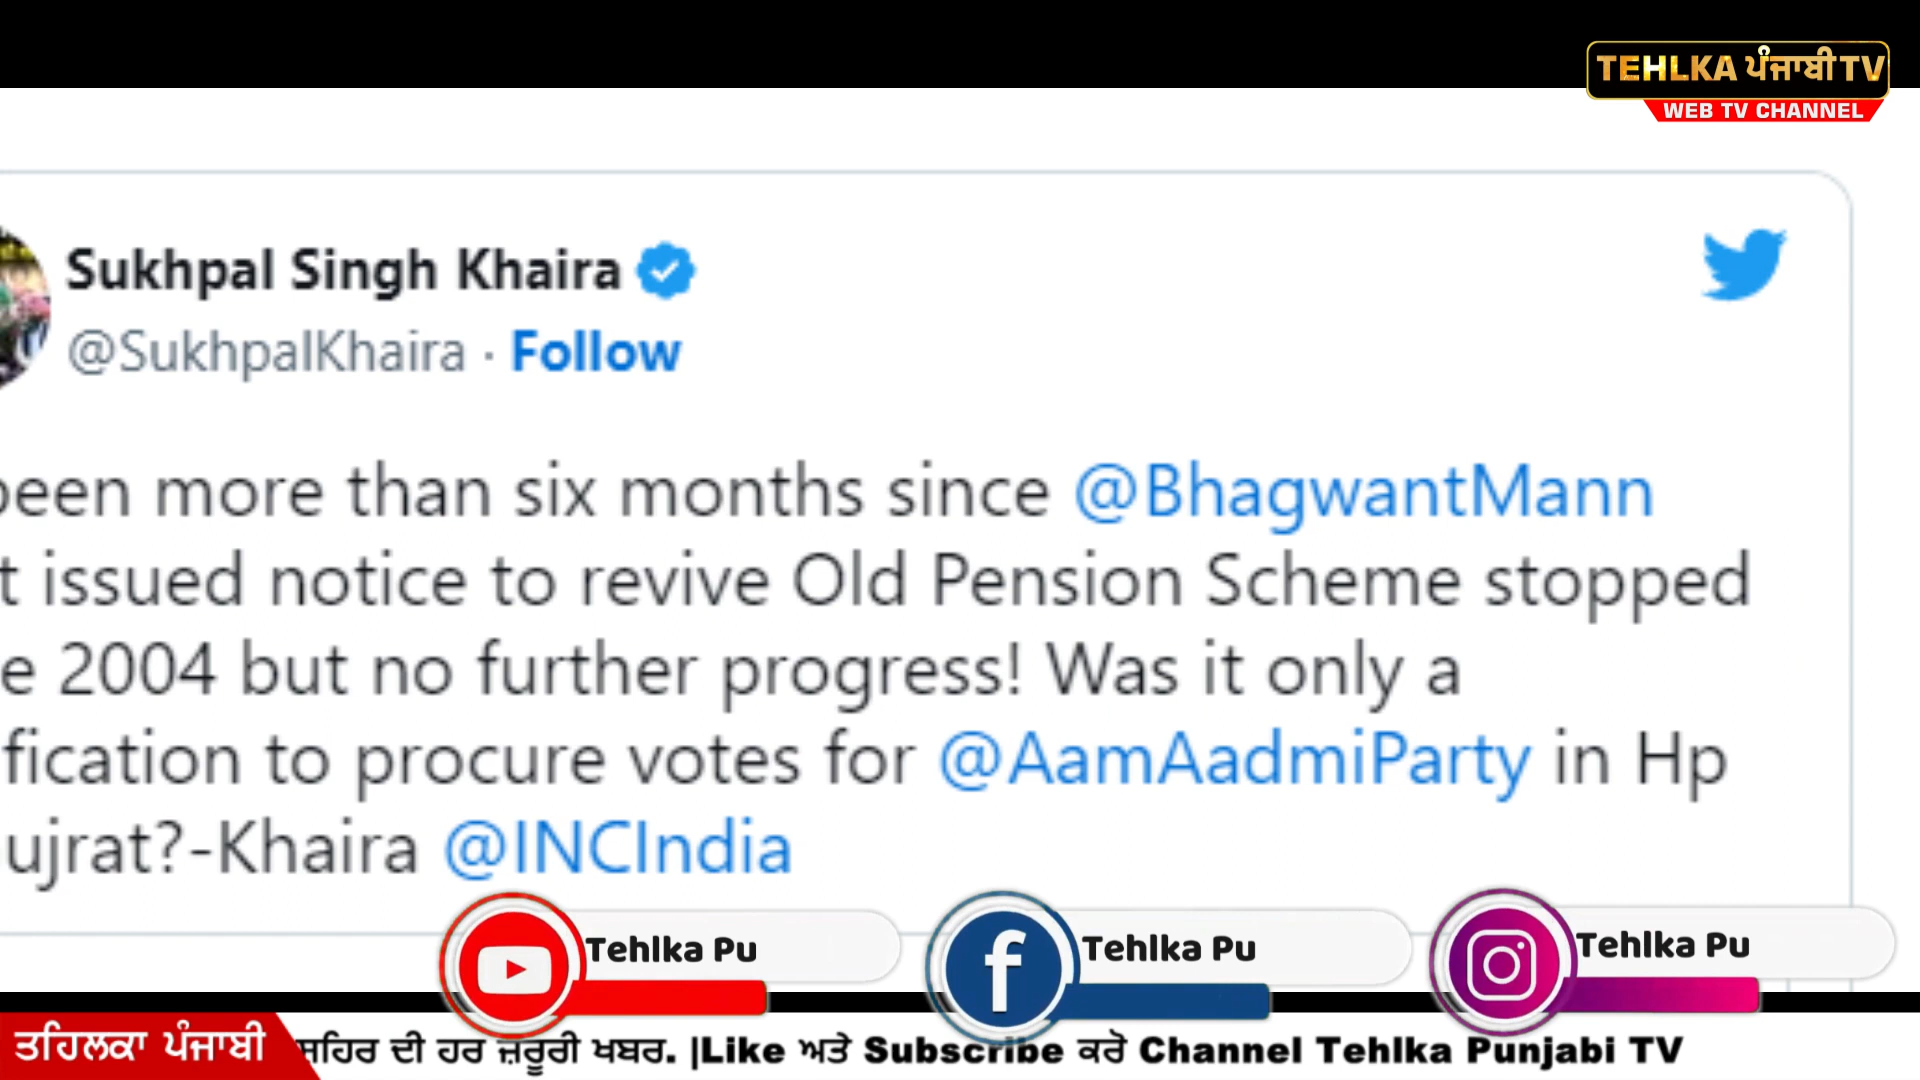 TEHLKA ਪੰਜਾਬੀ TV
WEB TV CHANNEL
Sukhpal Singh Khaira
@SukhpalKhaira · Follow
been more than six months since @BhagwantMann
t issued notice to revive Old Pension Scheme stopped
e 2004 but no further progress! Was it only a
fication to procure votes for @AamAadmiParty in Hp
ujrat?-Khaira @INCIndia
Tehlka Pu
Tehlka Pu
Tehlka Pu
ਤਹਿਲਕਾ ਪੰਜਾਬੀ
ਸ਼ਹਿਰ ਦੀ ਹਰ ਜ਼ਰੂਰੀ ਖਬਰ. |Like ਅਤੇ Subscribe ਕਰੋ Channel Tehlka Punjabi TV